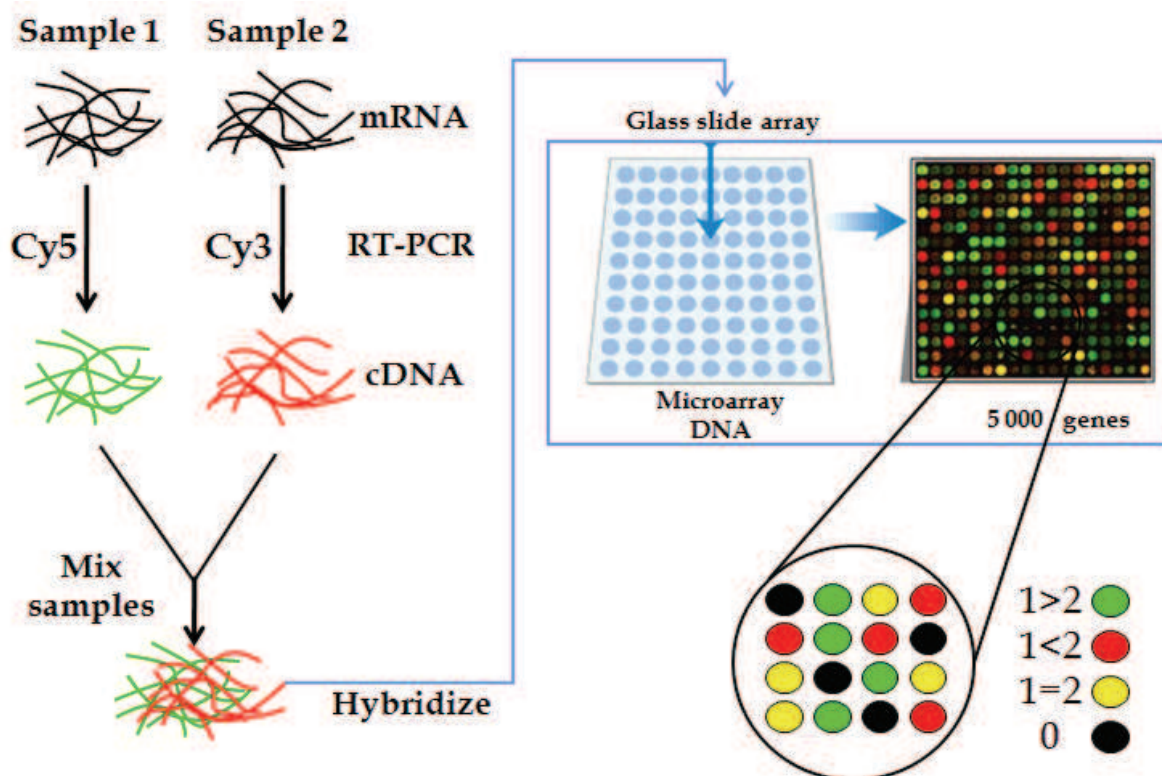 Sample 1
Sample 2
mRNA
Cy5
Cy3
RT-PCR
cDNA
Mix
samples
Hybridize
Glass slide array
Microarray
DNA
5 000 genes
1>2
1<2
1=2
0